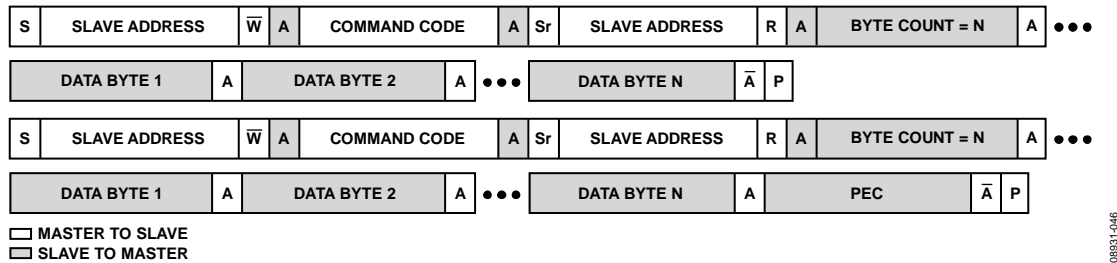 S SLAVE ADDRESS W̅ A COMMAND CODE A Sr SLAVE ADDRESS R A BYTE COUNT = N A •••
DATA BYTE 1 A DATA BYTE 2 A ••• DATA BYTE N A̅ P
S SLAVE ADDRESS W̅ A COMMAND CODE A Sr SLAVE ADDRESS R A BYTE COUNT = N A •••
DATA BYTE 1 A DATA BYTE 2 A ••• DATA BYTE N A PEC A̅ P
MASTER TO SLAVE
SLAVE TO MASTER
08931-046